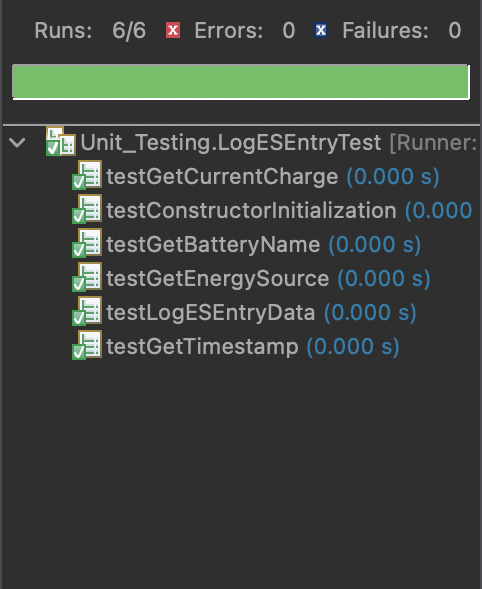 Runs: 6/6 Errors: 0 Failures: 0
Unit_Testing.LogESEntryTest [Runner:
testGetCurrentCharge (0.000 s)
testConstructorInitialization (0.000
testGetBatteryName (0.000 s)
testGetEnergySource (0.000 s)
testLogESEntryData (0.000 s)
testGetTimestamp (0.000 s)